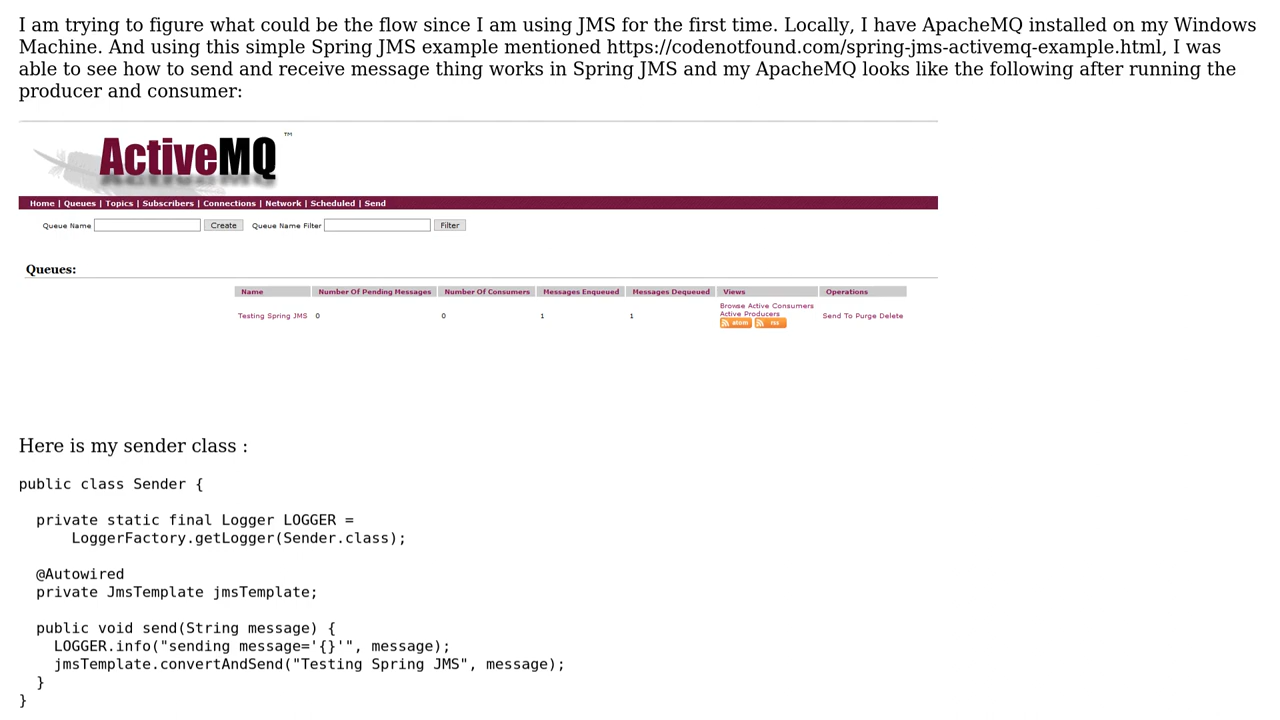 I am trying to figure what could be the flow since I am using JMS for the first time. Locally, I have ApacheMQ installed on my Windows
Machine. And using this simple Spring JMS example mentioned https://codenotfound.com/spring-jms-activemq-example.html, I was
able to see how to send and receive message thing works in Spring JMS and my ApacheMQ looks like the following after running the
producer and consumer:
ActiveMQ ™
Home | Queues | Topics | Subscribers | Connections | Network | Scheduled | Send
Queue Name Create Queue Name Filter Filter
Queues:
Name Number Of Pending Messages Number Of Consumers Messages Enqueued Messages Dequeued Views Operations
Browse Active Consumers
Testing Spring JMS 0 0 1 1 Active Producers Send To Purge Delete
atom rss
Here is my sender class :
public class Sender {
private static final Logger LOGGER =
LoggerFactory.getLogger(Sender.class);
@Autowired
private JmsTemplate jmsTemplate;
public void send(String message) {
LOGGER.info("sending message='{}'", message);
jmsTemplate.convertAndSend("Testing Spring JMS", message);
}
}